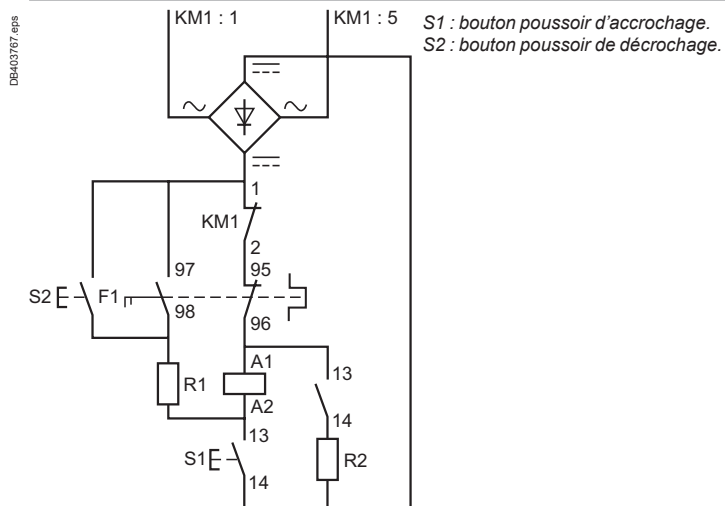 KM1 : 1
KM1 : 5
S1 : bouton poussoir d’accrochage.
S2 : bouton poussoir de décrochage.
DB403767.eps
1
KM1
2
97
95
S2
F1
98
96
A1
13
R1
A2
14
13
S1
R2
14